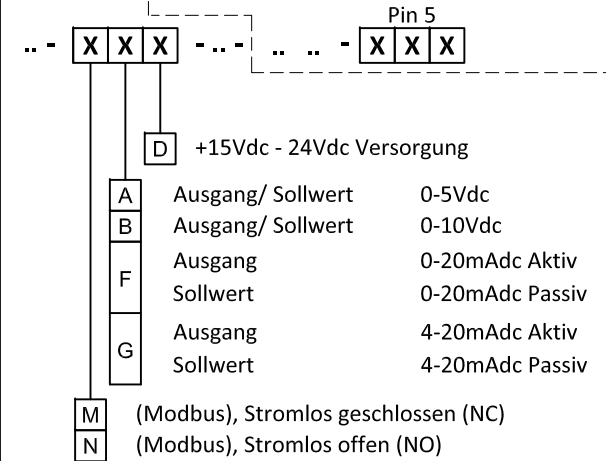 Pin 5
.. - X X X - .. - .. .. - X X X
D +15Vdc - 24Vdc Versorgung
A Ausgang/ Sollwert 0-5Vdc
B Ausgang/ Sollwert 0-10Vdc
F Ausgang 0-20mAdc Aktiv
Sollwert 0-20mAdc Passiv
G Ausgang 4-20mAdc Aktiv
Sollwert 4-20mAdc Passiv
M (Modbus), Stromlos geschlossen (NC)
N (Modbus), Stromlos offen (NO)